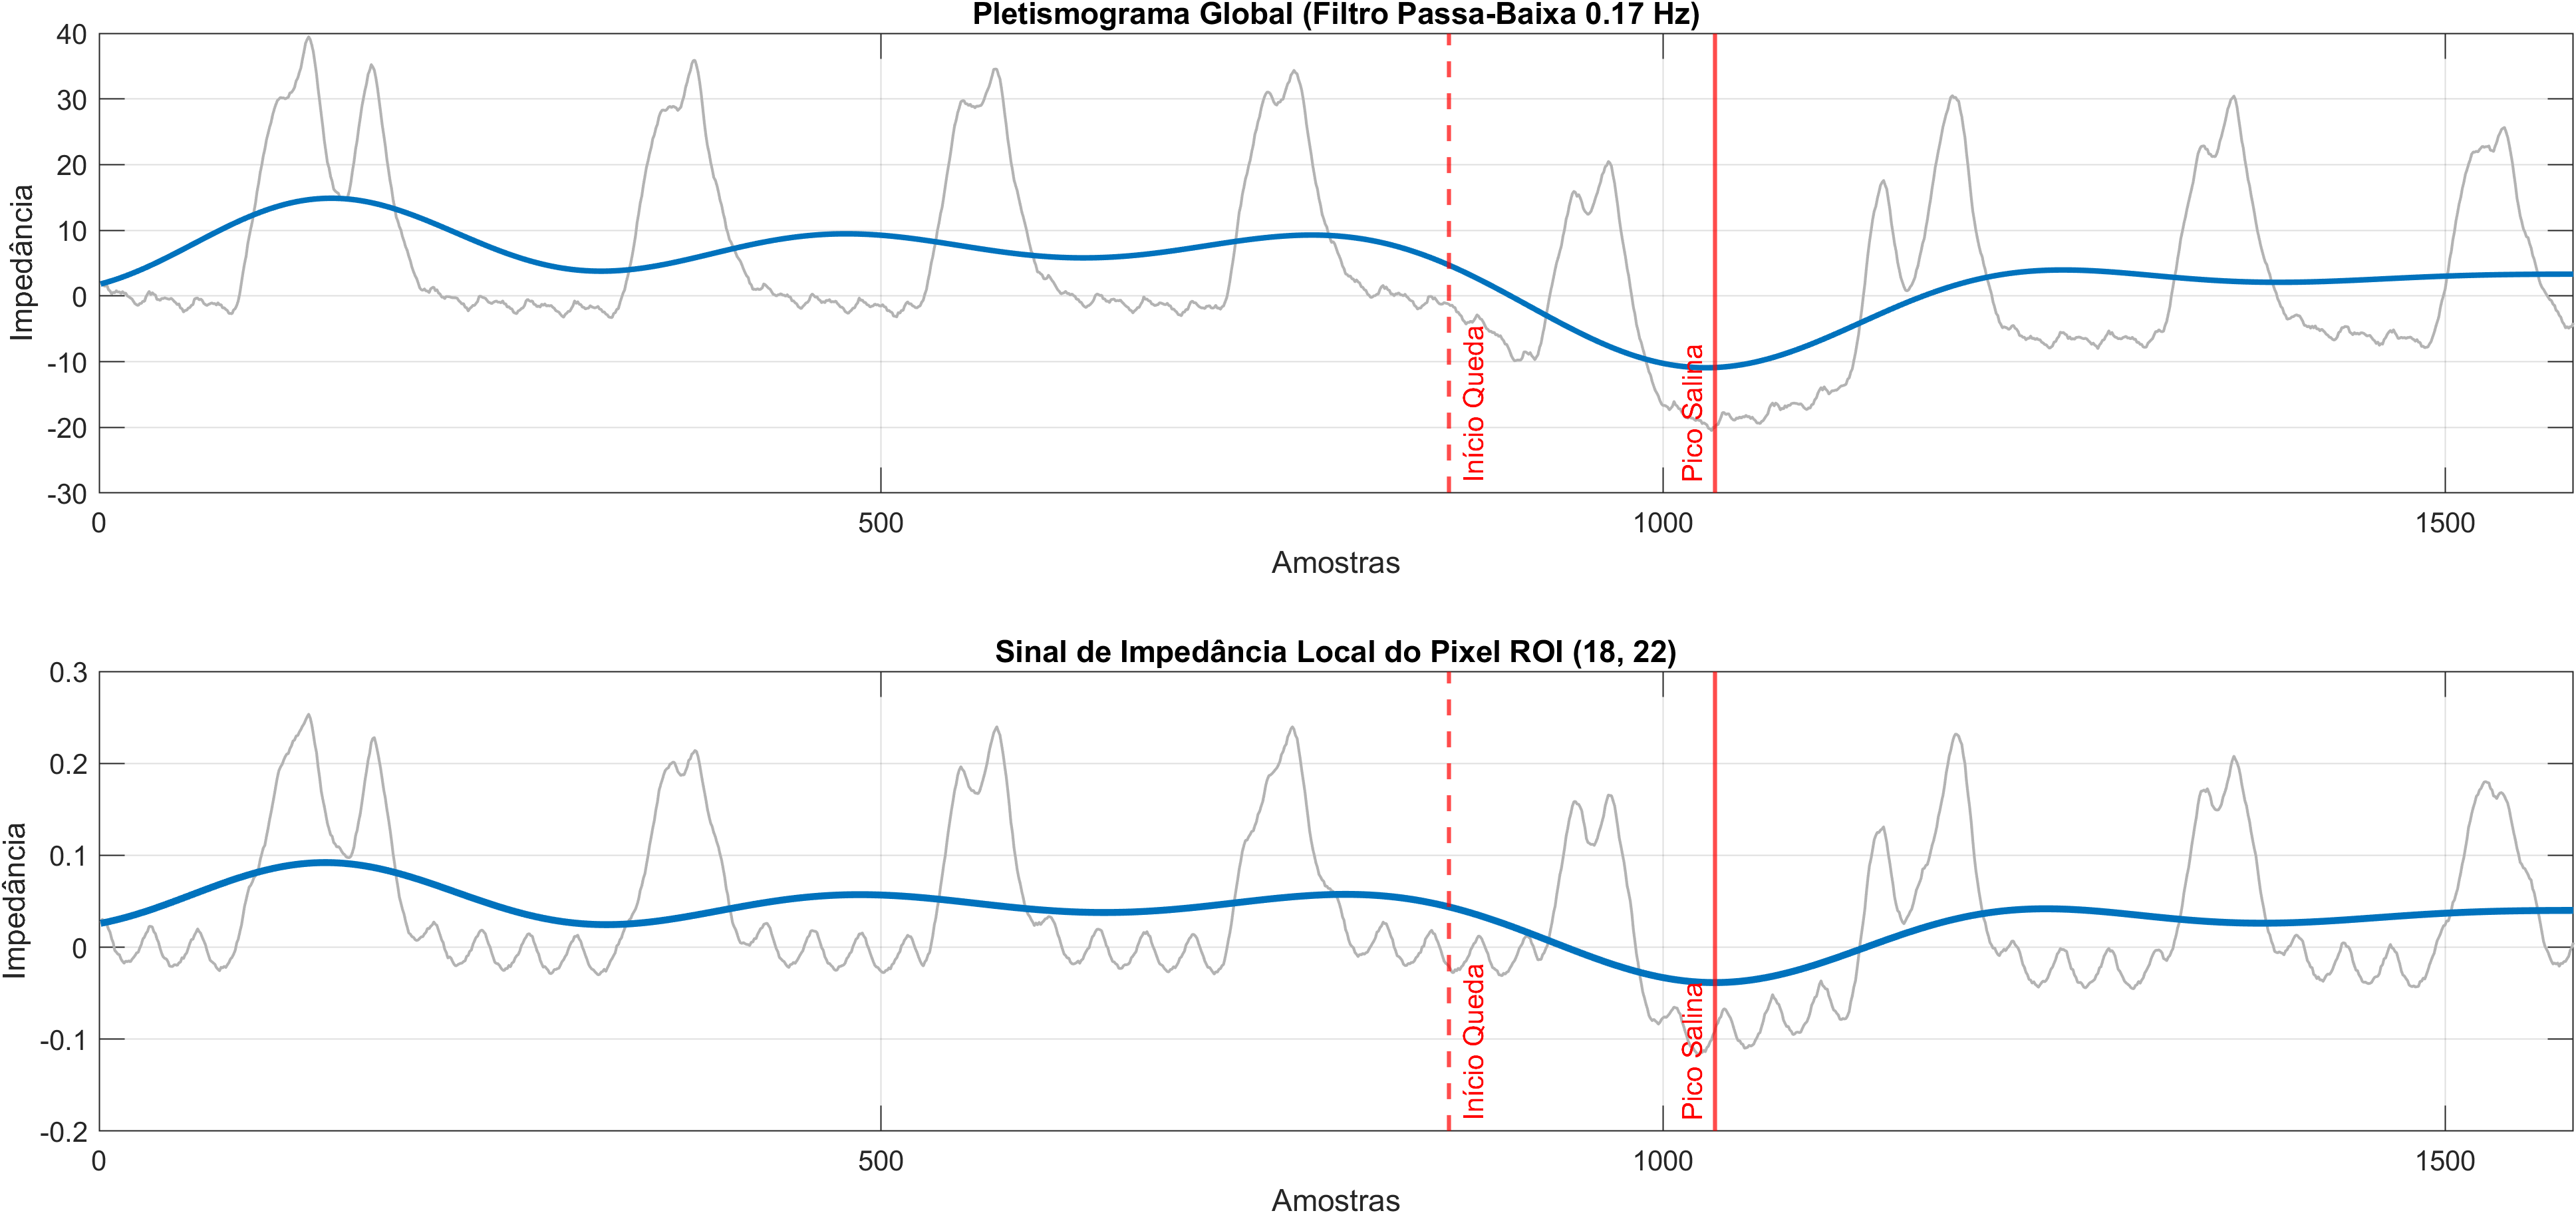 Pletismograma Global (Filtro Passa-Baixa 0.17 Hz)
40
30
20
10
0
-10
-20
-30
Impedância
Início Queda
Pico Salina
0
500
1000
1500
Amostras
Sinal de Impedância Local do Pixel ROI (18, 22)
0.3
0.2
0.1
0
-0.1
-0.2
Impedância
Início Queda
Pico Salina
0
500
1000
1500
Amostras